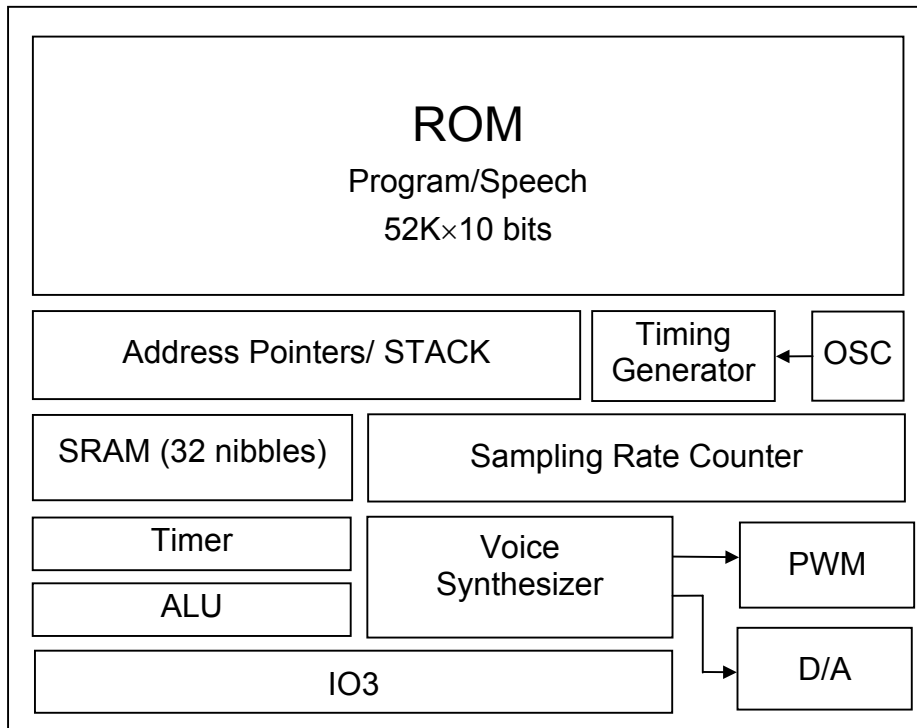 ROM
Program/Speech
52K×10 bits
Address Pointers/ STACK
Timing
Generator
OSC
SRAM (32 nibbles)
Sampling Rate Counter
Timer
Voice
Synthesizer
PWM
ALU
D/A
IO3